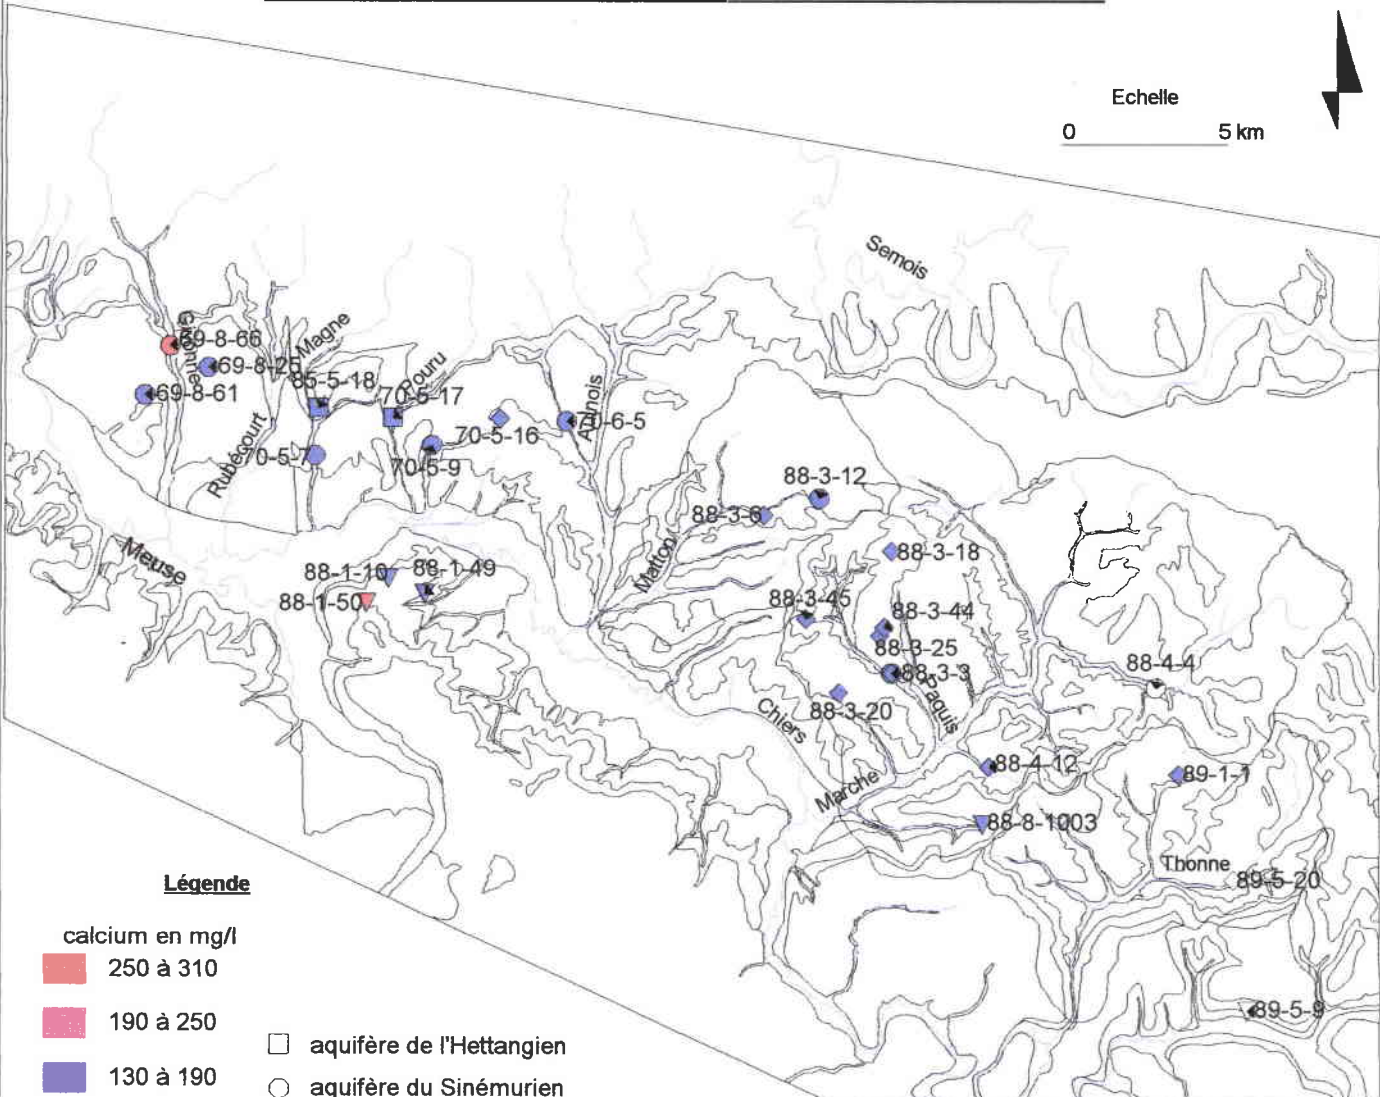 Echelle
0 5 km
Semois
Magne
69-8-66
69-8-25
85-5-18
Pouru
69-8-61
70-5-17
Aulnois
70-5-16
70-6-5
Rubécourt
70-5-7
70-5-9
88-3-12
88-3-6
Matton
88-3-18
Meuse
88-1-10
88-1-49
88-1-50
88-3-45
88-3-44
88-3-25
88-3-3
88-4-4
Paquis
88-3-20
Chiers
88-4-12
89-1-1
Marche
88-8-1003
Thonne
89-5-20
89-5-9
Légende
calcium en mg/l
250 à 310
190 à 250
130 à 190
aquifère de l'Hettangien
aquifère du Sinémurien